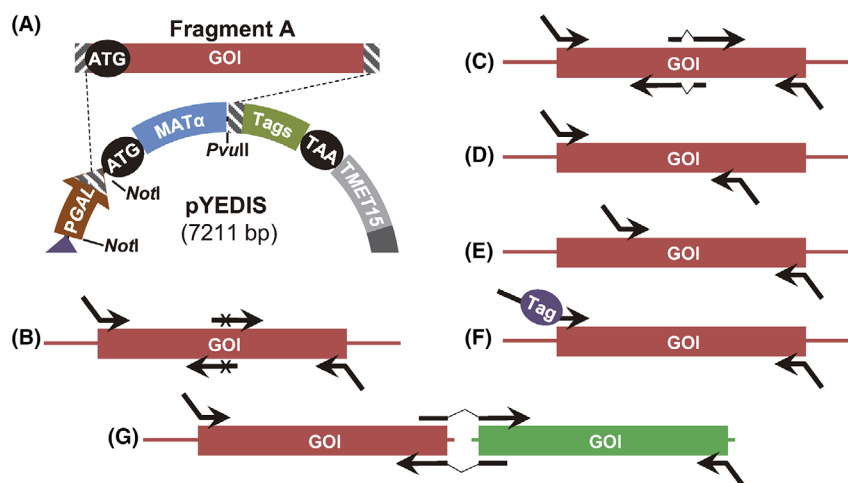 (A)
Fragment A
ATG
GOI
MATα
Tags
ATG
PvuII
TAA
NotI
TMET15
PGAL
pYEDIS
(7211 bp)
NotI
(B)
GOI
(C)
GOI
(D)
GOI
(E)
GOI
(F)
Tag
GOI
(G)
GOI
GOI